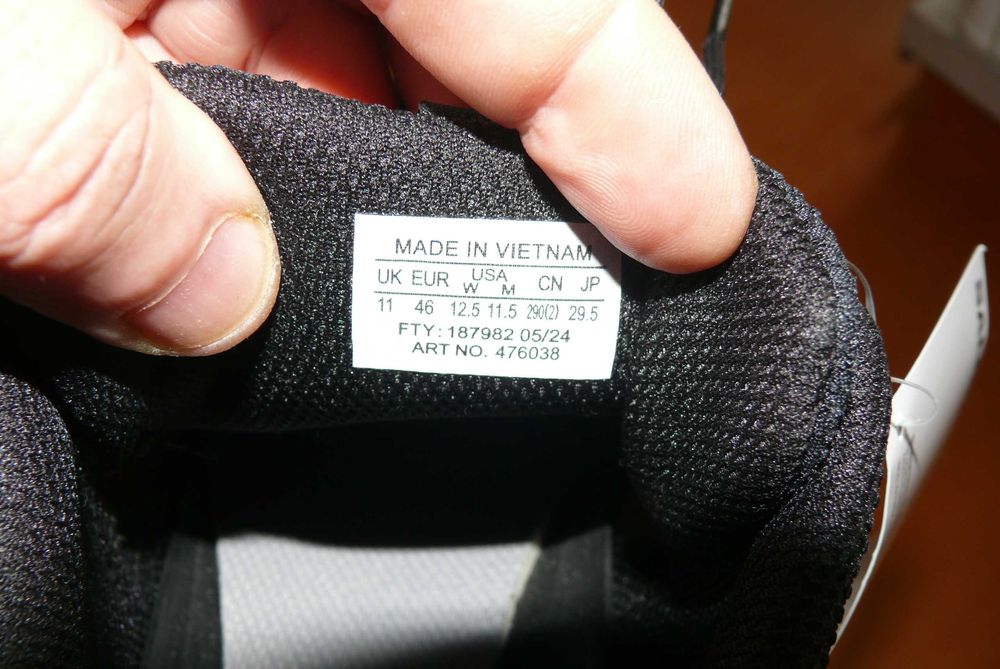 MADE IN VIETNAM
UK EUR USA CN JP
W M
11 46 12.5 11.5 290(2) 29.5
FTY: 187982 05/24
ART NO. 476038